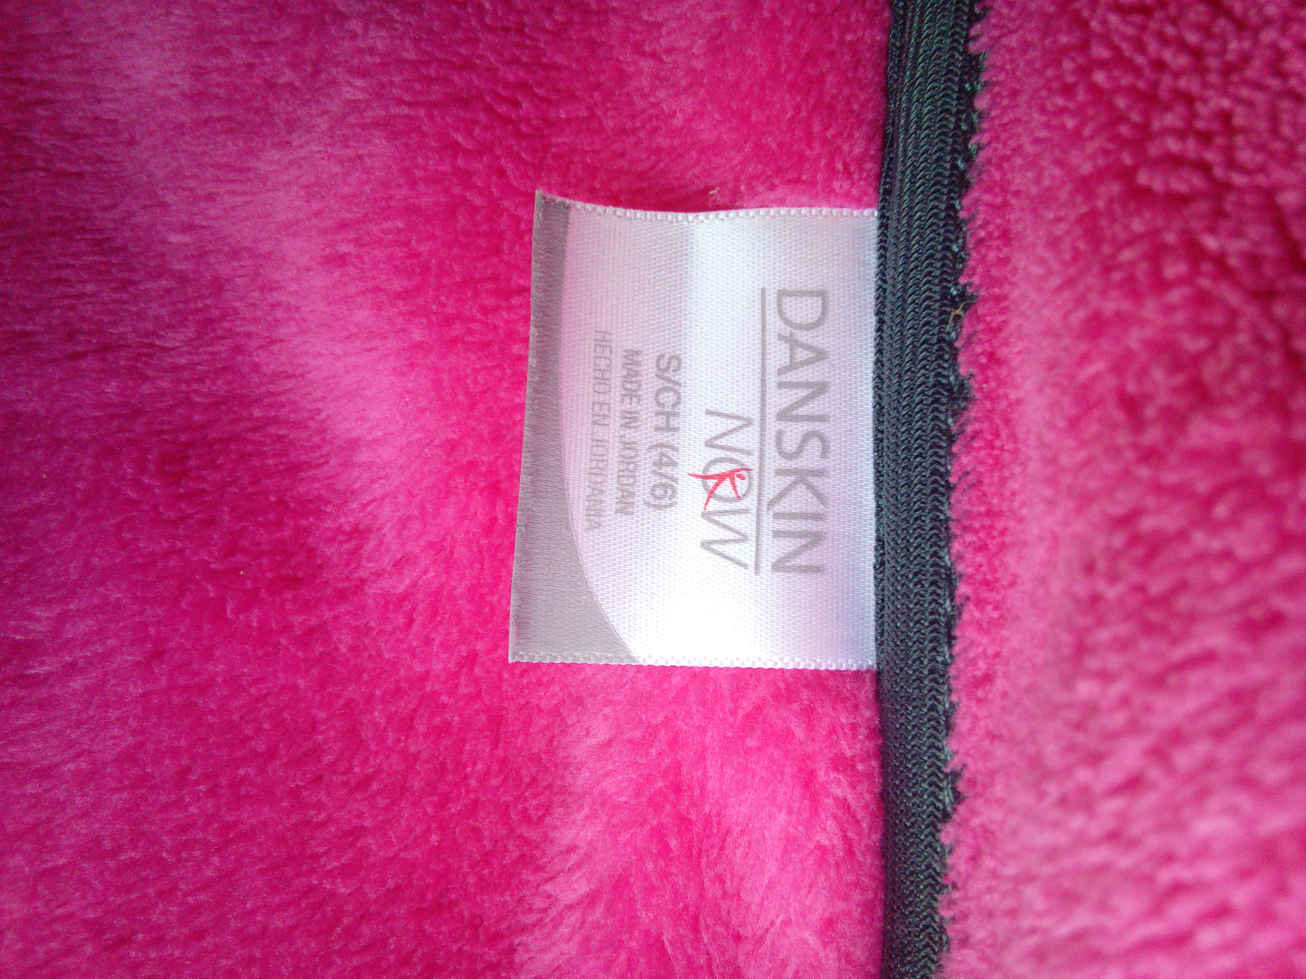 DANSKIN
NOW
S/CH (4/6)
MADE IN JORDAN
HECHO EN JORDANIA